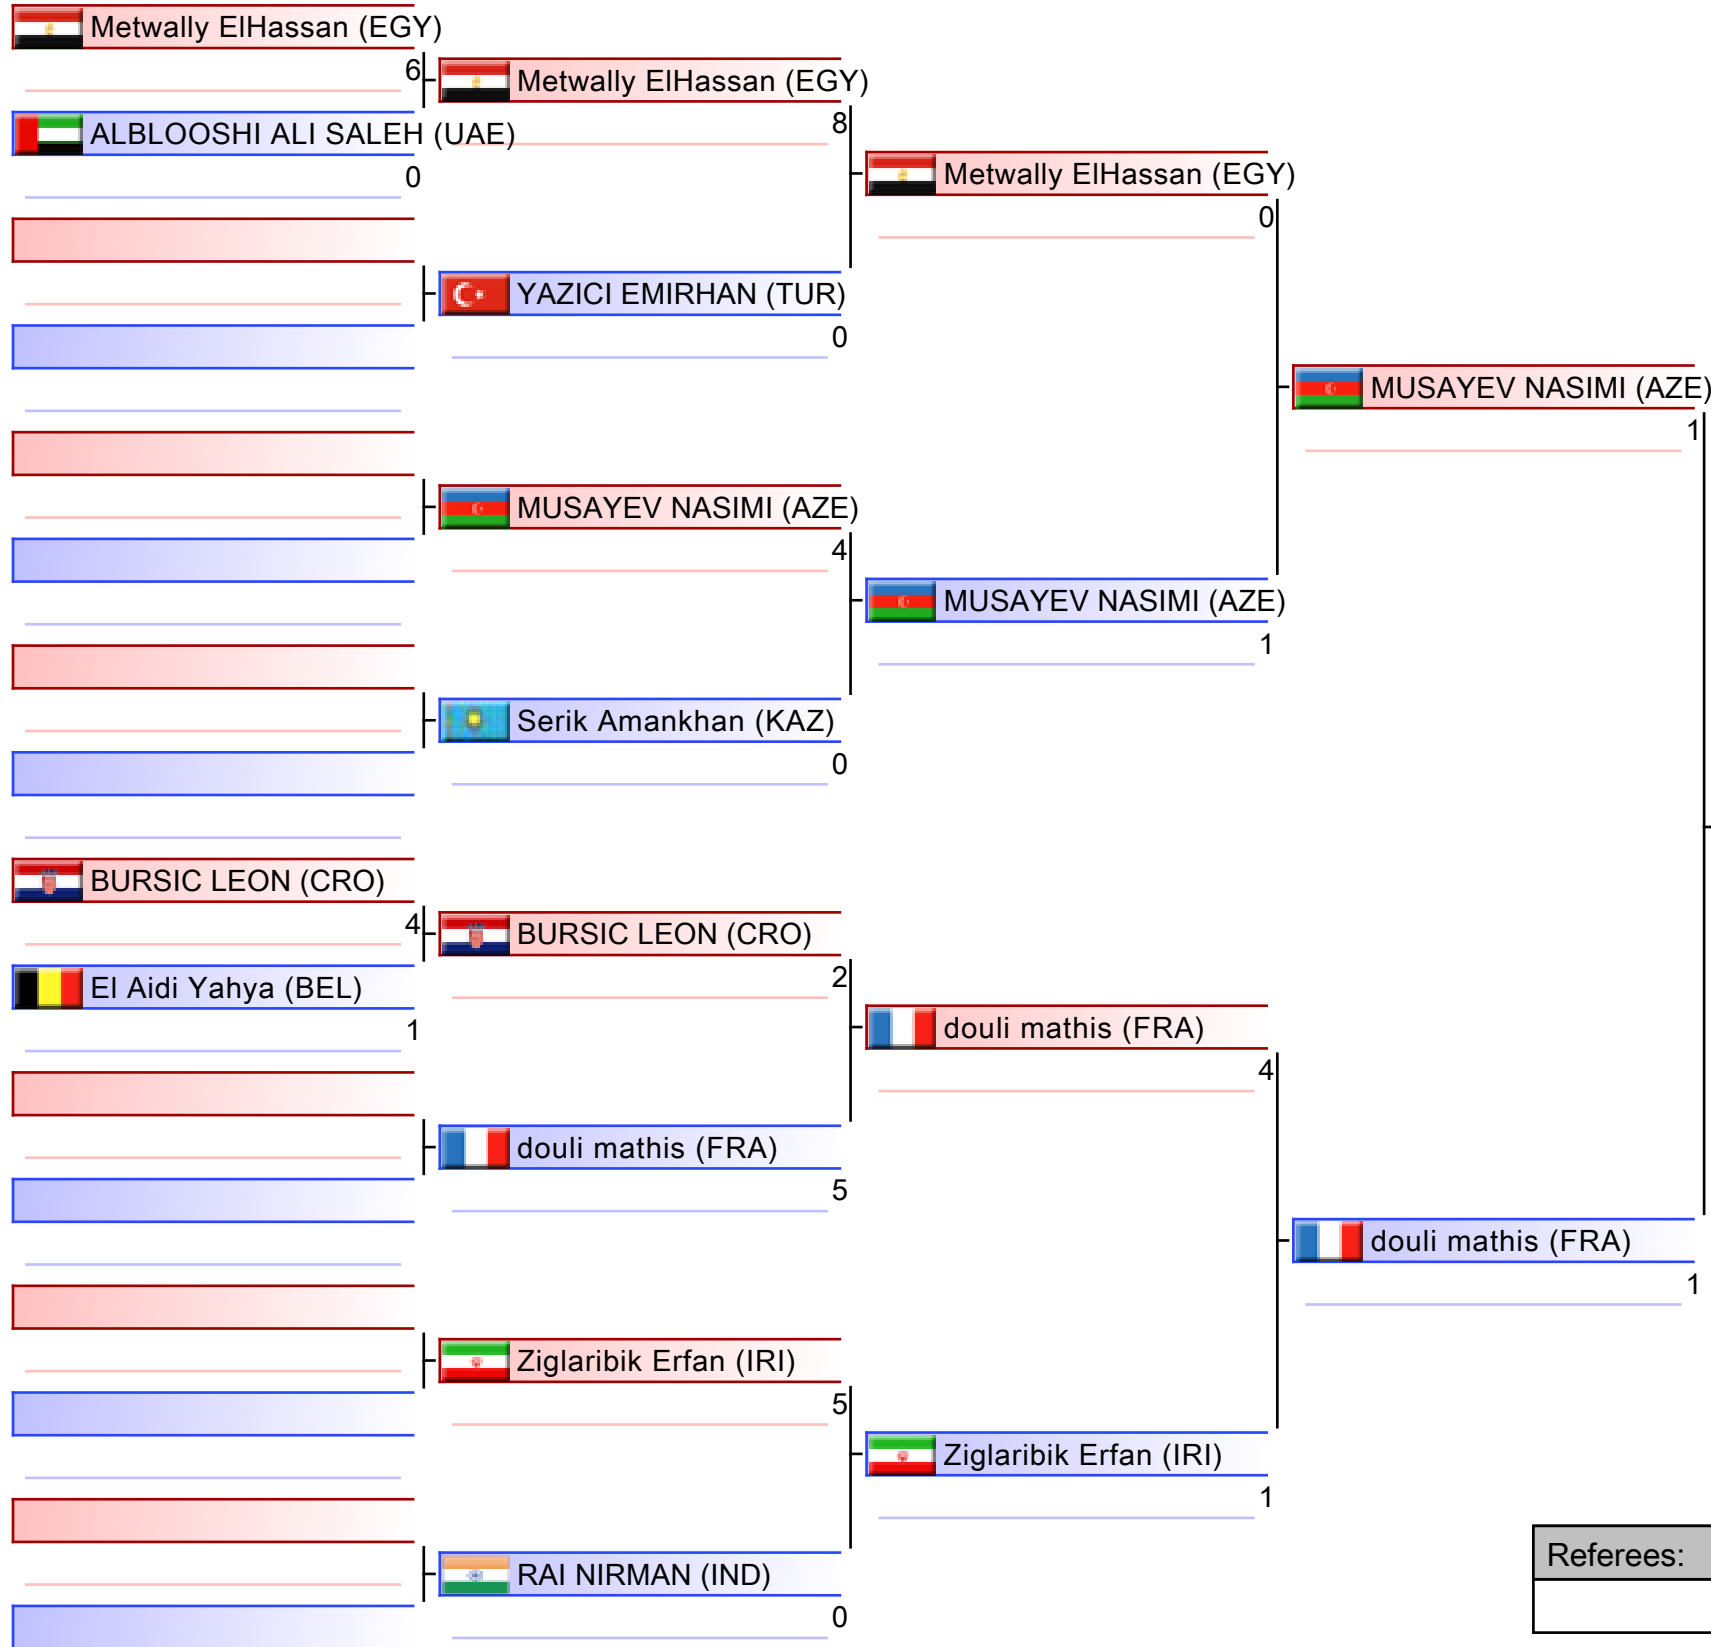 Metwally ElHassan (EGY)
6
ALBLOOSHI ALI SALEH (UAE)
0
BURSIC LEON (CRO)
4
El Aidi Yahya (BEL)
1
Metwally ElHassan (EGY)
8
YAZICI EMIRHAN (TUR)
0
MUSAYEV NASIMI (AZE)
4
Serik Amankhan (KAZ)
0
BURSIC LEON (CRO)
2
douli mathis (FRA)
5
Ziglaribik Erfan (IRI)
5
RAI NIRMAN (IND)
0
Metwally ElHassan (EGY)
0
MUSAYEV NASIMI (AZE)
1
douli mathis (FRA)
4
Ziglaribik Erfan (IRI)
1
MUSAYEV NASIMI (AZE)
1
douli mathis (FRA)
1
Referees: